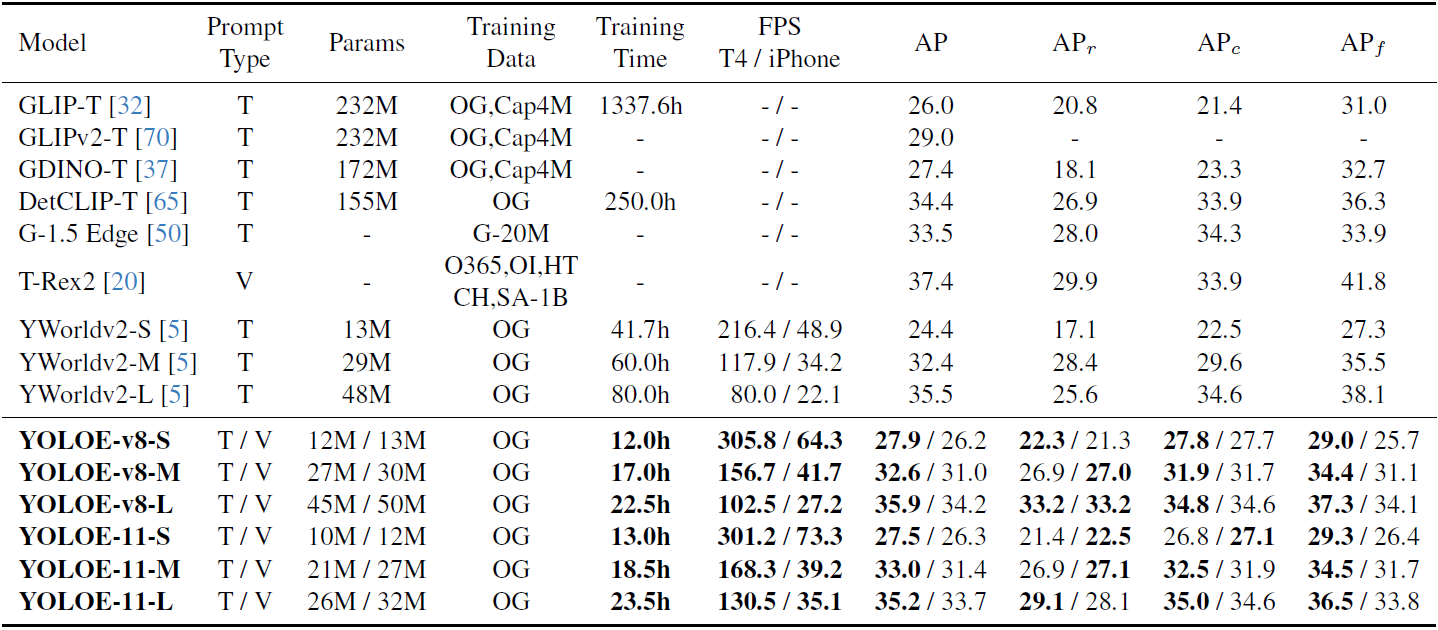 Model Prompt Type Params Training Data Training Time FPS T4 / iPhone AP APr APc APf
GLIP-T [32] T 232M OG,Cap4M 1337.6h - / - 26.0 20.8 21.4 31.0
GLIPv2-T [70] T 232M OG,Cap4M - - / - 29.0 - - -
GDINO-T [37] T 172M OG,Cap4M - - / - 27.4 18.1 23.3 32.7
DetCLIP-T [65] T 155M OG 250.0h - / - 34.4 26.9 33.9 36.3
G-1.5 Edge [50] T - G-20M - - / - 33.5 28.0 34.3 33.9
T-Rex2 [20] V - O365,OI,HT CH,SA-1B - - / - 37.4 29.9 33.9 41.8
YWorldv2-S [5] T 13M OG 41.7h 216.4 / 48.9 24.4 17.1 22.5 27.3
YWorldv2-M [5] T 29M OG 60.0h 117.9 / 34.2 32.4 28.4 29.6 35.5
YWorldv2-L [5] T 48M OG 80.0h 80.0 / 22.1 35.5 25.6 34.6 38.1
YOLOE-v8-S T / V 12M / 13M OG 12.0h 305.8 / 64.3 27.9 / 26.2 22.3 / 21.3 27.8 / 27.7 29.0 / 25.7
YOLOE-v8-M T / V 27M / 30M OG 17.0h 156.7 / 41.7 32.6 / 31.0 26.9 / 27.0 31.9 / 31.7 34.4 / 31.1
YOLOE-v8-L T / V 45M / 50M OG 22.5h 102.5 / 27.2 35.9 / 34.2 33.2 / 33.2 34.8 / 34.6 37.3 / 34.1
YOLOE-11-S T / V 10M / 12M OG 13.0h 301.2 / 73.3 27.5 / 26.3 21.4 / 22.5 26.8 / 27.1 29.3 / 26.4
YOLOE-11-M T / V 21M / 27M OG 18.5h 168.3 / 39.2 33.0 / 31.4 26.9 / 27.1 32.5 / 31.9 34.5 / 31.7
YOLOE-11-L T / V 26M / 32M OG 23.5h 130.5 / 35.1 35.2 / 33.7 29.1 / 28.1 35.0 / 34.6 36.5 / 33.8